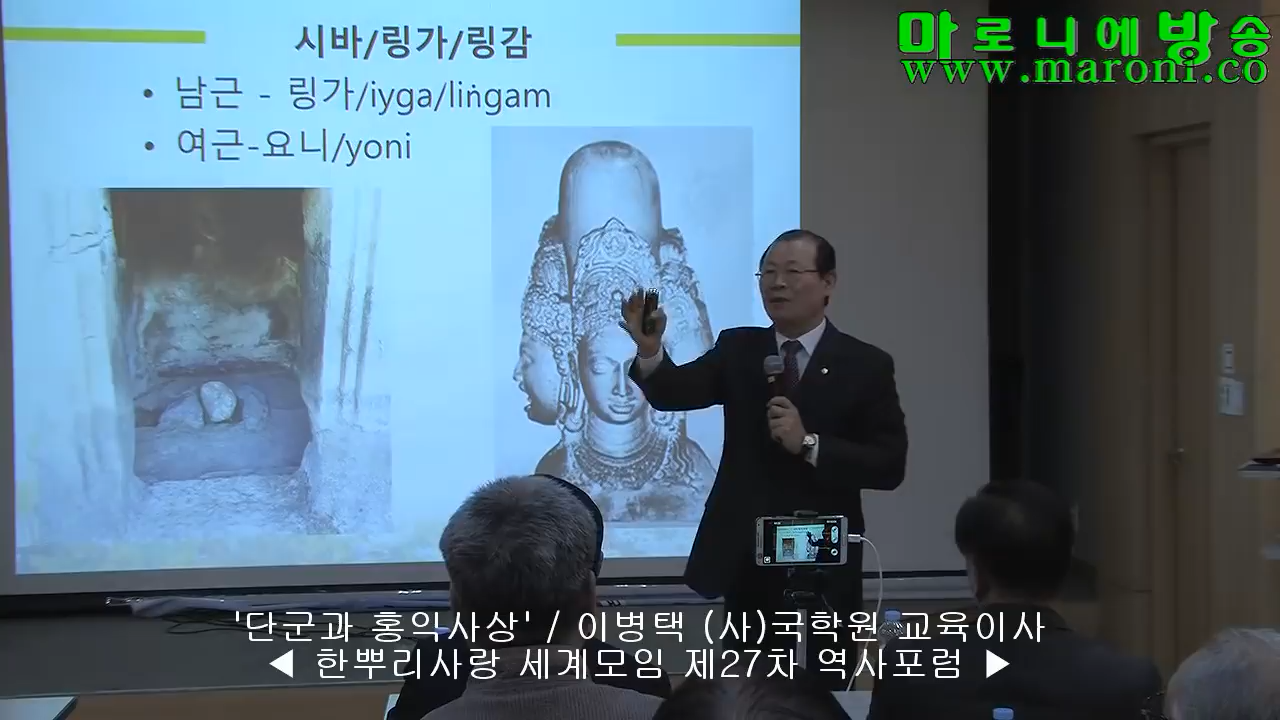 마로니에방송
www.maroni.co
시바/링가/링감
• 남근 - 링가/iyga/liṅgam
• 여근-요니/yoni
'단군과 홍익사상' / 이병택 (사)국학원 교육이사
◀ 한뿌리사랑 세계모임 제27차 역사포럼 ▶